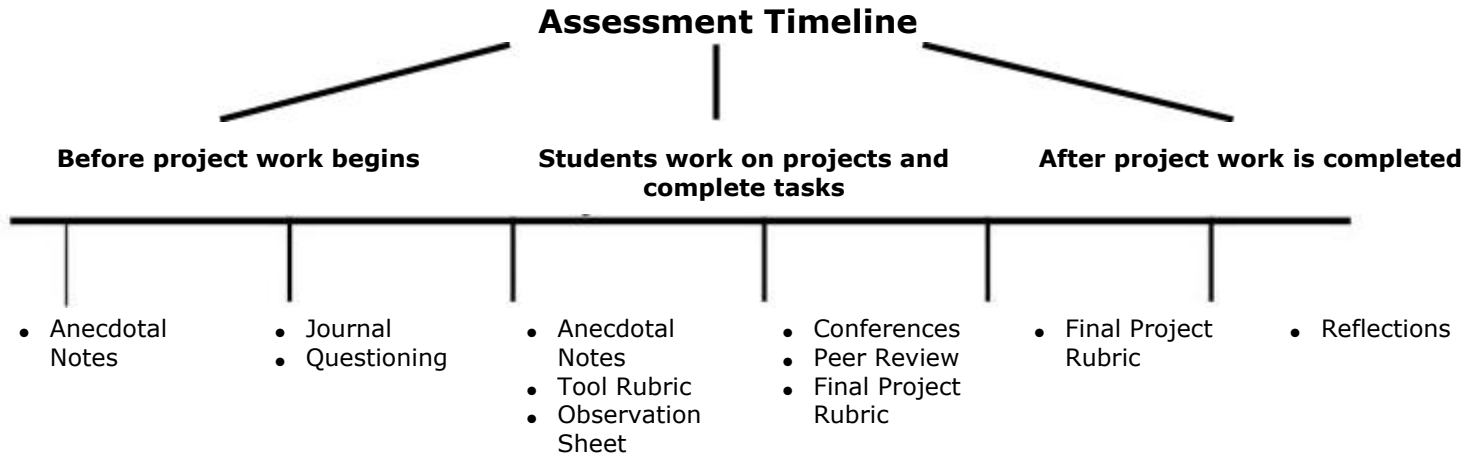 Assessment Timeline
Before project work begins
Students work on projects and
complete tasks
After project work is completed
• Anecdotal
Notes
• Journal
• Questioning
• Anecdotal
Notes
• Tool Rubric
• Observation
Sheet
• Conferences
• Peer Review
• Final Project
Rubric
• Final Project
Rubric
• Reflections